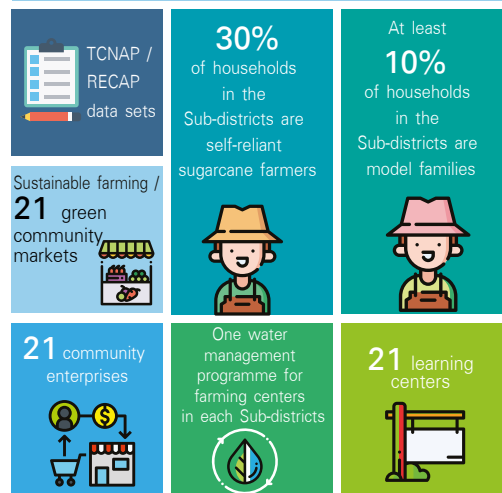 TCNAP /
RECAP
data sets
30%
of households
in the
Sub-districts are
self-reliant
sugarcane farmers
At least
10%
of households
in the
Sub-districts are
model families
Sustainable farming /
21 green
community
markets
21 community
enterprises
One water
management
programme for
farming centers
in each Sub-districts
21 learning
centers